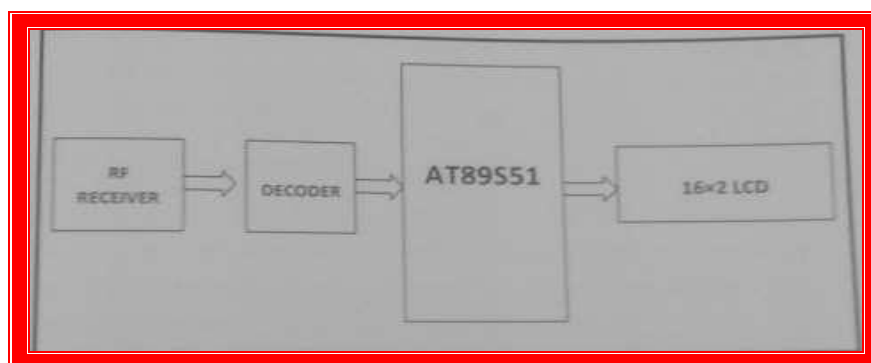 RF
RECEIVER
DECODER
AT89S51
16×2 LCD